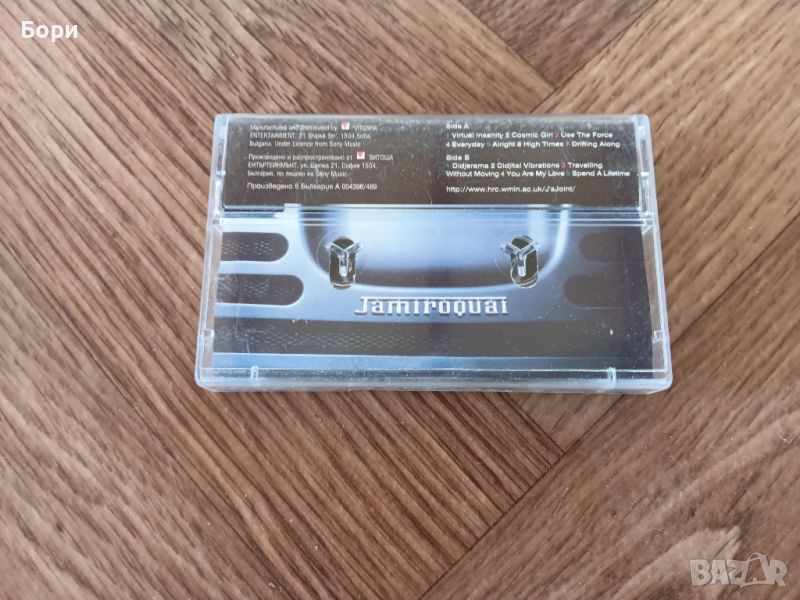 Бори
Manufactured and Distributed by VITOSHA
ENTERTAINMENT, 21 Shipka Str. 1504 Sofia,
Bulgaria. Under Licence from Sony Music
Произведено и разпространявано от ВИТОША
ЕНТЪРТЕЙНМЪНТ, ул. Шипка 21, София 1504,
България, по лиценз на Sony Music
Произведено в България А 004396/489
Side A
Virtual Insanity 2 Cosmic Girl 3 Use The Force
4 Everyday 5 Alright 6 High Times 7 Drifting Along
Side B
Didjerama 2 Didjital Vibrations 3 Travelling
Without Moving 4 You Are My Love 5 Spend A Lifetime
http://www.hrc.wmin.ac.uk/J'sJoint/
Jamiroquai
BAZAR